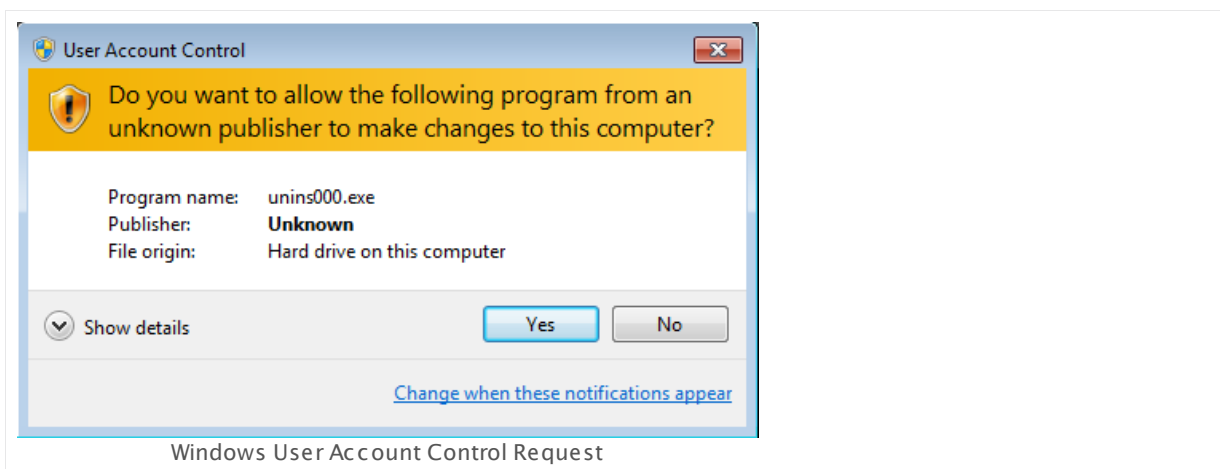 User Account Control
Do you want to allow the following program from an
unknown publisher to make changes to this computer?
Program name: unins000.exe
Publisher: Unknown
File origin: Hard drive on this computer
Show details
Yes
No
Change when these notifications appear
Windows User Account Control Request